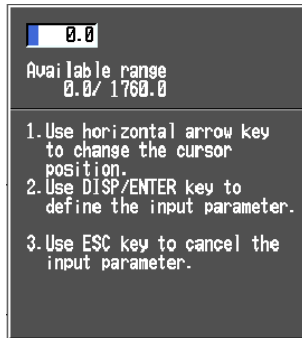 0.0
Available range
0.0/ 1760.0
1.Use horizontal arrow key
to change the cursor
position.
2.Use DISP/ENTER key to
define the input parameter.
3.Use ESC key to cancel the
input parameter.